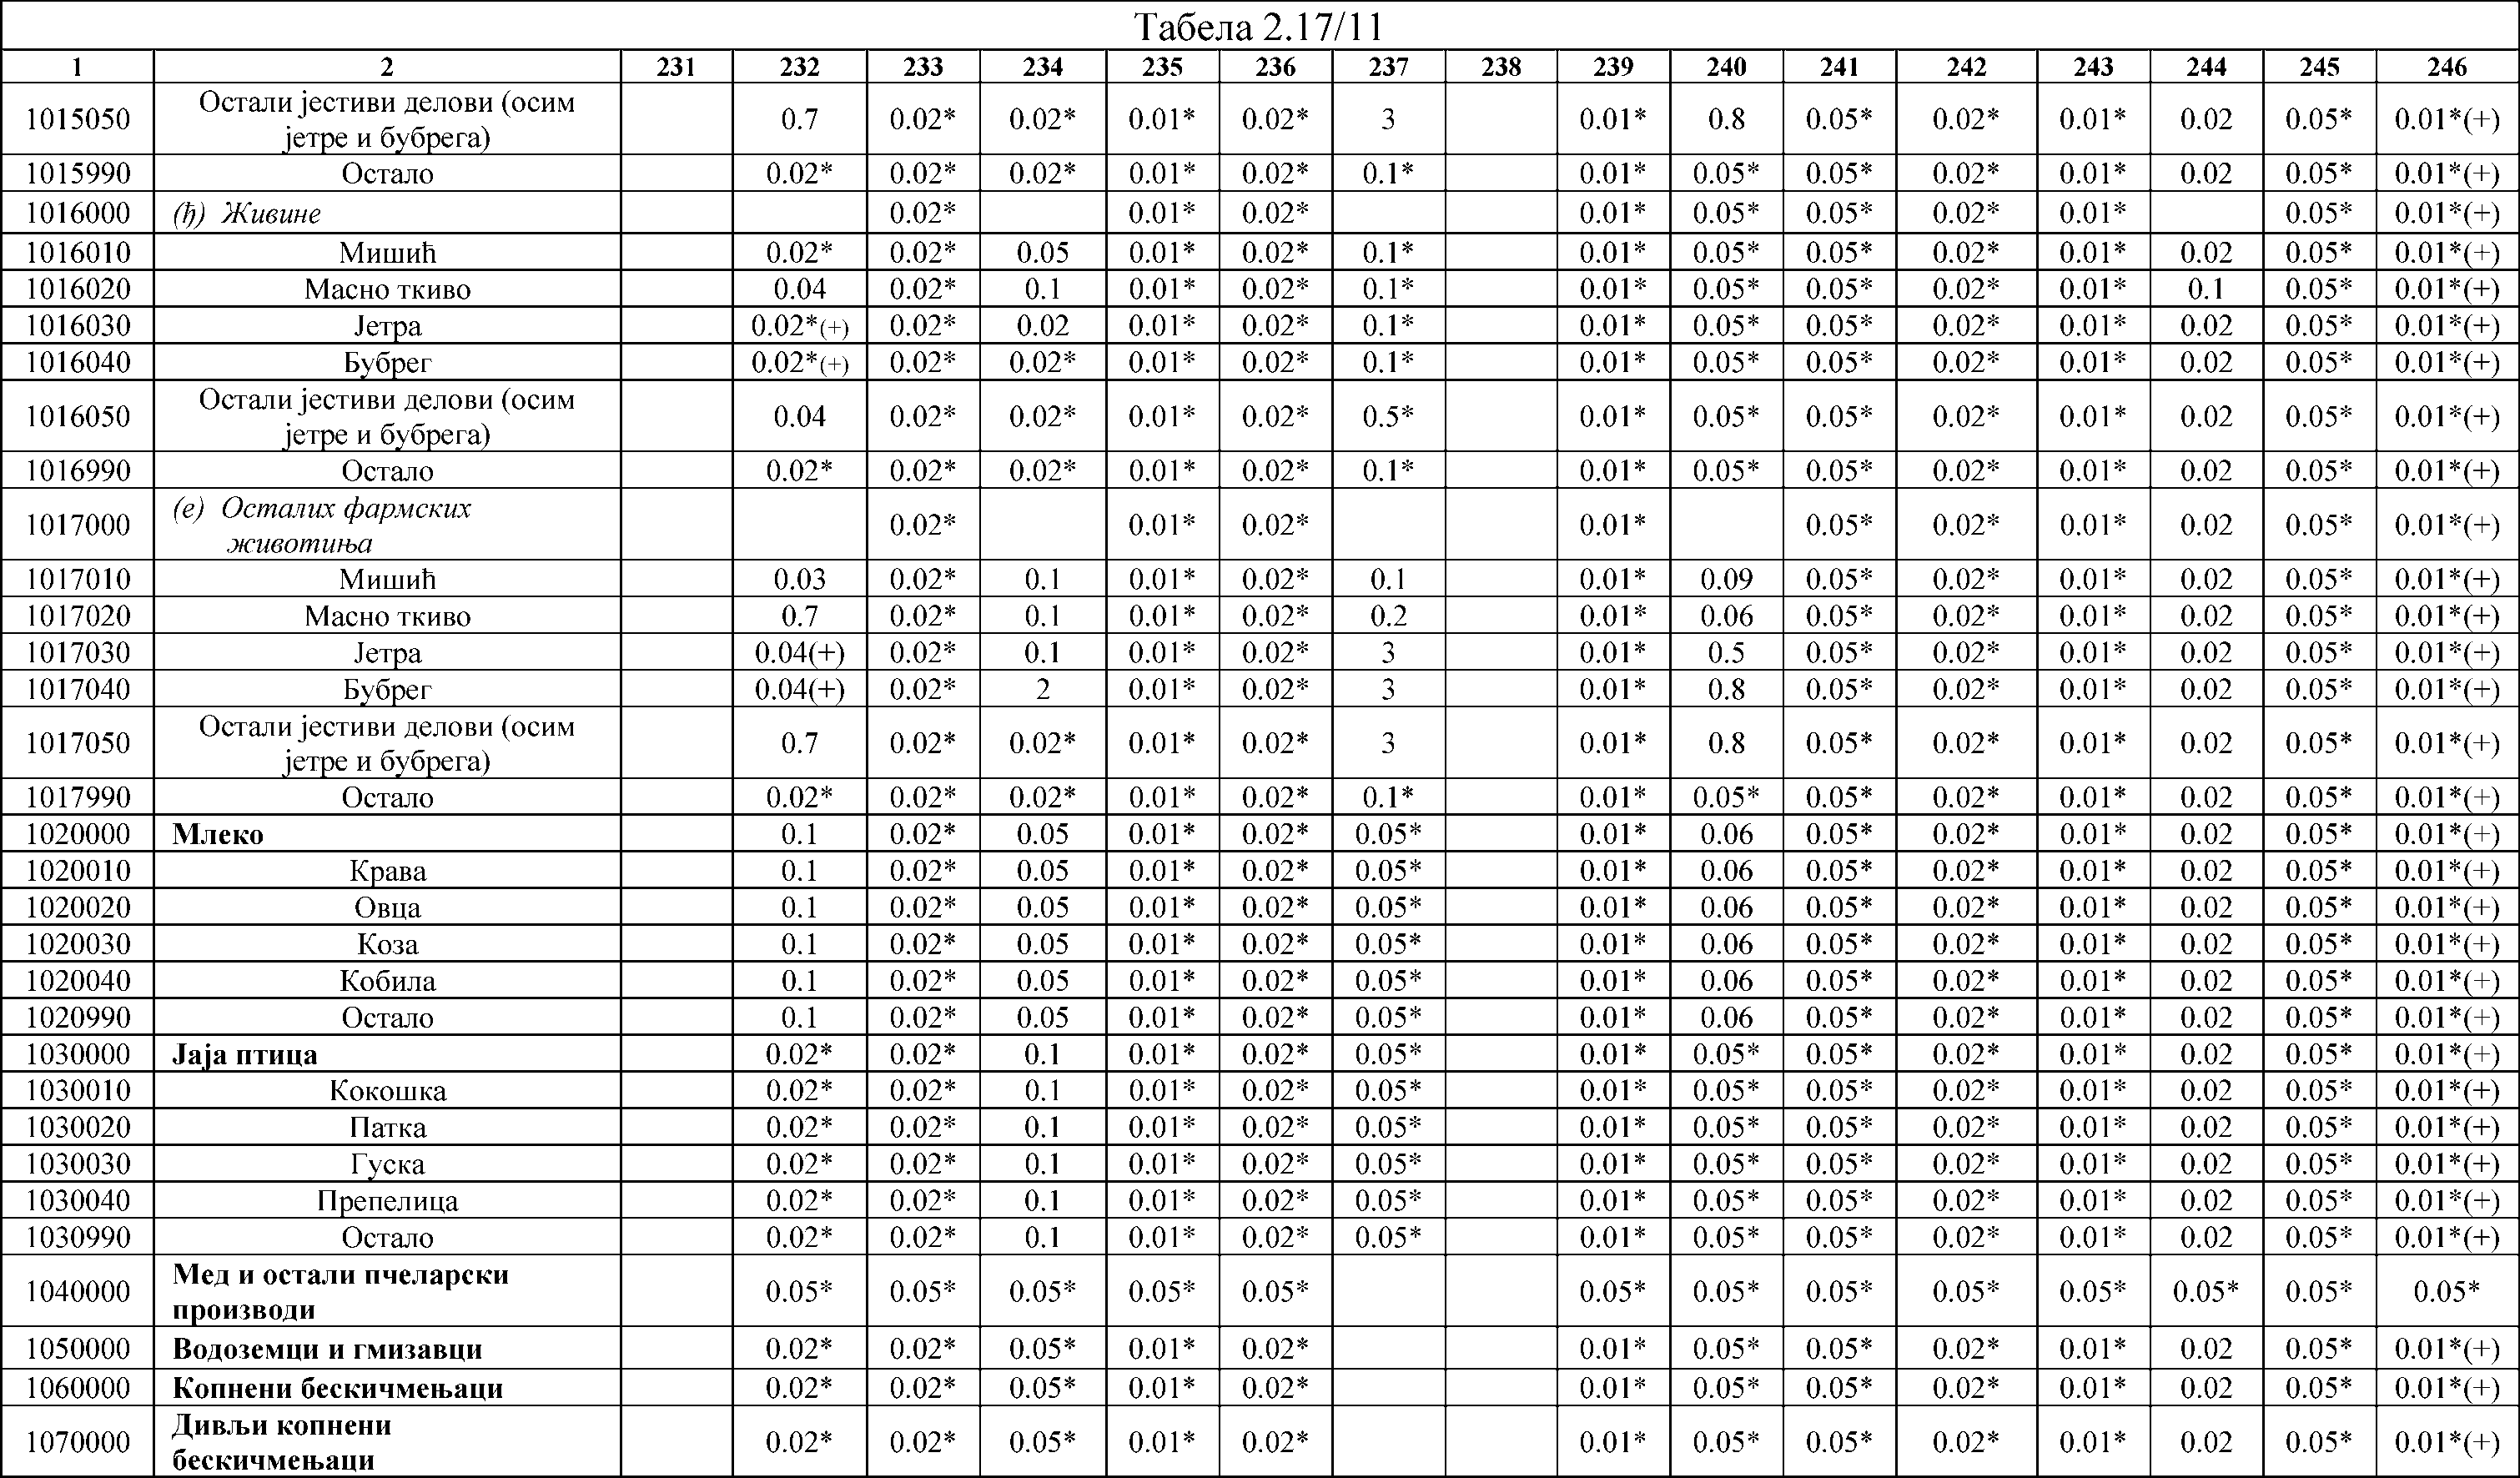 Табела 2.17/11
1 2 231 232 233 234 235 236 237 238 239 240 241 242 243 244 245 246
1015050 Остали јестиви делови (осим јетре и бубрега) 0.7 0.02* 0.02* 0.01* 0.02* 3 0.01* 0.8 0.05* 0.02* 0.01* 0.02 0.05* 0.01*(+)
1015990 Остало 0.02* 0.02* 0.02* 0.01* 0.02* 0.1* 0.01* 0.05* 0.05* 0.02* 0.01* 0.02 0.05* 0.01*(+)
1016000 (ђ) Живине 0.02* 0.01* 0.02* 0.01* 0.05* 0.05* 0.02* 0.01* 0.05* 0.01*(+)
1016010 Мишић 0.02* 0.02* 0.05 0.01* 0.02* 0.1* 0.01* 0.05* 0.05* 0.02* 0.01* 0.02 0.05* 0.01*(+)
1016020 Масно ткиво 0.04 0.02* 0.1 0.01* 0.02* 0.1* 0.01* 0.05* 0.05* 0.02* 0.01* 0.1 0.05* 0.01*(+)
1016030 Јетра 0.02*(+) 0.02* 0.02 0.01* 0.02* 0.1* 0.01* 0.05* 0.05* 0.02* 0.01* 0.02 0.05* 0.01*(+)
1016040 Бубрег 0.02*(+) 0.02* 0.02* 0.01* 0.02* 0.1* 0.01* 0.05* 0.05* 0.02* 0.01* 0.02 0.05* 0.01*(+)
1016050 Остали јестиви делови (осим јетре и бубрега) 0.04 0.02* 0.02* 0.01* 0.02* 0.5* 0.01* 0.05* 0.05* 0.02* 0.01* 0.02 0.05* 0.01*(+)
1016990 Остало 0.02* 0.02* 0.02* 0.01* 0.02* 0.1* 0.01* 0.05* 0.05* 0.02* 0.01* 0.02 0.05* 0.01*(+)
1017000 (е) Осталих фармских животиња 0.02* 0.01* 0.02* 0.01* 0.05* 0.02* 0.01* 0.02 0.05* 0.01*(+)
1017010 Мишић 0.03 0.02* 0.1 0.01* 0.02* 0.1 0.01* 0.09 0.05* 0.02* 0.01* 0.02 0.05* 0.01*(+)
1017020 Масно ткиво 0.7 0.02* 0.1 0.01* 0.02* 0.2 0.01* 0.06 0.05* 0.02* 0.01* 0.02 0.05* 0.01*(+)
1017030 Јетра 0.04(+) 0.02* 0.1 0.01* 0.02* 3 0.01* 0.5 0.05* 0.02* 0.01* 0.02 0.05* 0.01*(+)
1017040 Бубрег 0.04(+) 0.02* 2 0.01* 0.02* 3 0.01* 0.8 0.05* 0.02* 0.01* 0.02 0.05* 0.01*(+)
1017050 Остали јестиви делови (осим јетре и бубрега) 0.7 0.02* 0.02* 0.01* 0.02* 3 0.01* 0.8 0.05* 0.02* 0.01* 0.02 0.05* 0.01*(+)
1017990 Остало 0.02* 0.02* 0.02* 0.01* 0.02* 0.1* 0.01* 0.05* 0.05* 0.02* 0.01* 0.02 0.05* 0.01*(+)
1020000 Млеко 0.1 0.02* 0.05 0.01* 0.02* 0.05* 0.01* 0.06 0.05* 0.02* 0.01* 0.02 0.05* 0.01*(+)
1020010 Крава 0.1 0.02* 0.05 0.01* 0.02* 0.05* 0.01* 0.06 0.05* 0.02* 0.01* 0.02 0.05* 0.01*(+)
1020020 Овца 0.1 0.02* 0.05 0.01* 0.02* 0.05* 0.01* 0.06 0.05* 0.02* 0.01* 0.02 0.05* 0.01*(+)
1020030 Коза 0.1 0.02* 0.05 0.01* 0.02* 0.05* 0.01* 0.06 0.05* 0.02* 0.01* 0.02 0.05* 0.01*(+)
1020040 Кобила 0.1 0.02* 0.05 0.01* 0.02* 0.05* 0.01* 0.06 0.05* 0.02* 0.01* 0.02 0.05* 0.01*(+)
1020990 Остало 0.1 0.02* 0.05 0.01* 0.02* 0.05* 0.01* 0.06 0.05* 0.02* 0.01* 0.02 0.05* 0.01*(+)
1030000 Јаја птица 0.02* 0.02* 0.1 0.01* 0.02* 0.05* 0.01* 0.05* 0.05* 0.02* 0.01* 0.02 0.05* 0.01*(+)
1030010 Кокошка 0.02* 0.02* 0.1 0.01* 0.02* 0.05* 0.01* 0.05* 0.05* 0.02* 0.01* 0.02 0.05* 0.01*(+)
1030020 Патка 0.02* 0.02* 0.1 0.01* 0.02* 0.05* 0.01* 0.05* 0.05* 0.02* 0.01* 0.02 0.05* 0.01*(+)
1030030 Гуска 0.02* 0.02* 0.1 0.01* 0.02* 0.05* 0.01* 0.05* 0.05* 0.02* 0.01* 0.02 0.05* 0.01*(+)
1030040 Препелица 0.02* 0.02* 0.1 0.01* 0.02* 0.05* 0.01* 0.05* 0.05* 0.02* 0.01* 0.02 0.05* 0.01*(+)
1030990 Остало 0.02* 0.02* 0.1 0.01* 0.02* 0.05* 0.01* 0.05* 0.05* 0.02* 0.01* 0.02 0.05* 0.01*(+)
1040000 Мед и остали пчеларски производи 0.05* 0.05* 0.05* 0.05* 0.05* 0.05* 0.05* 0.05* 0.05* 0.05* 0.05* 0.05* 0.05*
1050000 Водоземци и гмизавци 0.02* 0.02* 0.05* 0.01* 0.02* 0.01* 0.05* 0.05* 0.02* 0.01* 0.02 0.05* 0.01*(+)
1060000 Копнени бескичмењаци 0.02* 0.02* 0.05* 0.01* 0.02* 0.01* 0.05* 0.05* 0.02* 0.01* 0.02 0.05* 0.01*(+)
1070000 Дивљи копнени бескичмењаци 0.02* 0.02* 0.05* 0.01* 0.02* 0.01* 0.05* 0.05* 0.02* 0.01* 0.02 0.05* 0.01*(+)